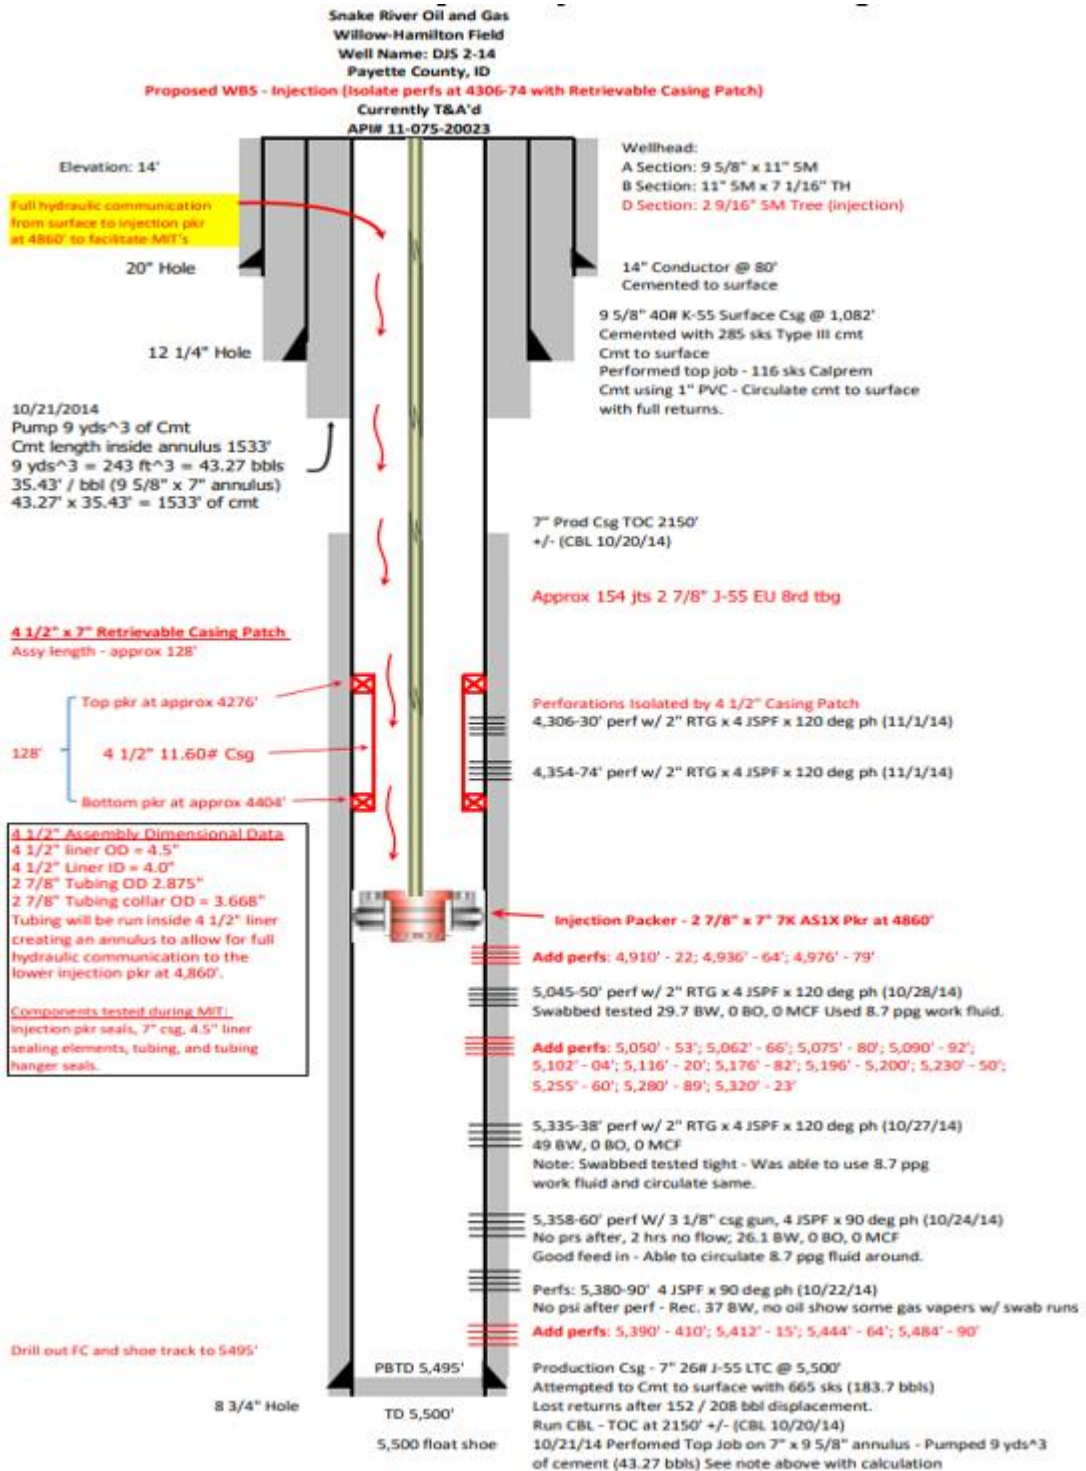 Snake River Oil and Gas
Willow-Hamilton Field
Well Name: DJS 2-14
Payette County, ID
Proposed WBS - Injection (Isolate perfs at 4306-74 with Retrievable Casing Patch)
Currently T&A'd
API# 11-075-20023
Elevation: 14'
Full hydraulic communication
from surface to injection pkr
at 4860' to facilitate MIT's
20" Hole
12 1/4" Hole
Wellhead:
A Section: 9 5/8" x 11" 5M
B Section: 11" 5M x 7 1/16" TH
D Section: 2 9/16" 5M Tree (injection)
14" Conductor @ 80'
Cemented to surface
9 5/8" 40# K-55 Surface Csg @ 1,082'
Cemented with 285 sks Type III cmt
Cmt to surface
Performed top job - 116 sks Calprem
Cmt using 1" PVC - Circulate cmt to surface
with full returns.
10/21/2014
Pump 9 yds^3 of Cmt
Cmt length inside annulus 1533'
9 yds^3 = 243 ft^3 = 43.27 bbls
35.43' / bbl (9 5/8" x 7" annulus)
43.27' x 35.43' = 1533' of cmt
7" Prod Csg TOC 2150'
+/- (CBL 10/20/14)
Approx 154 jts 2 7/8" J-55 EU 8rd tbg
4 1/2" x 7" Retrievable Casing Patch
Assy length - approx 128'
Top pkr at approx 4276'
128'
4 1/2" 11.60# Csg
Bottom pkr at approx 4404'
Perforations Isolated by 4 1/2" Casing Patch
4,306-30' perf w/ 2" RTG x 4 JSPF x 120 deg ph (11/1/14)
4,354-74' perf w/ 2" RTG x 4 JSPF x 120 deg ph (11/1/14)
4 1/2" Assembly Dimensional Data
4 1/2" liner OD = 4.5"
4 1/2" Liner ID = 4.0"
2 7/8" Tubing OD 2.875"
2 7/8" Tubing collar OD = 3.668"
Tubing will be run inside 4 1/2" liner
creating an annulus to allow for full
hydraulic communication to the
lower injection pkr at 4,860'.
Components tested during MIT:
Injection pkr seals, 7" csg, 4.5" liner
sealing elements, tubing, and tubing
hanger seals.
Injection Packer - 2 7/8" x 7" 7K AS1X Pkr at 4860'
Add perfs: 4,910' - 22; 4,936' - 64'; 4,976' - 79'
5,045-50' perf w/ 2" RTG x 4 JSPF x 120 deg ph (10/28/14)
Swabbed tested 29.7 BW, 0 BO, 0 MCF Used 8.7 ppg work fluid.
Add perfs: 5,050' - 53'; 5,062' - 66'; 5,075' - 80'; 5,090' - 92';
5,102' - 04'; 5,116' - 20'; 5,176' - 82'; 5,196' - 5,200'; 5,230' - 50';
5,255' - 60'; 5,280' - 89'; 5,320' - 23'
5,335-38' perf w/ 2" RTG x 4 JSPF x 120 deg ph (10/27/14)
49 BW, 0 BO, 0 MCF
Note: Swabbed tested tight - Was able to use 8.7 ppg
work fluid and circulate same.
5,358-60' perf W/ 3 1/8" csg gun, 4 JSPF x 90 deg ph (10/24/14)
No prs after, 2 hrs no flow; 26.1 BW, 0 BO, 0 MCF
Good feed in - Able to circulate 8.7 ppg fluid around.
Perfs: 5,380-90' 4 JSPF x 90 deg ph (10/22/14)
No psi after perf - Rec. 37 BW, no oil show some gas vapers w/ swab runs
Add perfs: 5,390' - 410'; 5,412' - 15'; 5,444' - 64'; 5,484' - 90'
Drill out FC and shoe track to 5495'
PBTD 5,495'
8 3/4" Hole
TD 5,500'
5,500 float shoe
Production Csg - 7" 26# J-55 LTC @ 5,500'
Attempted to Cmt to surface with 665 sks (183.7 bbls)
Lost returns after 152 / 208 bbl displacement.
Run CBL - TOC at 2150' +/- (CBL 10/20/14)
10/21/14 Perfomed Top Job on 7" x 9 5/8" annulus - Pumped 9 yds^3
of cement (43.27 bbls) See note above with calculation